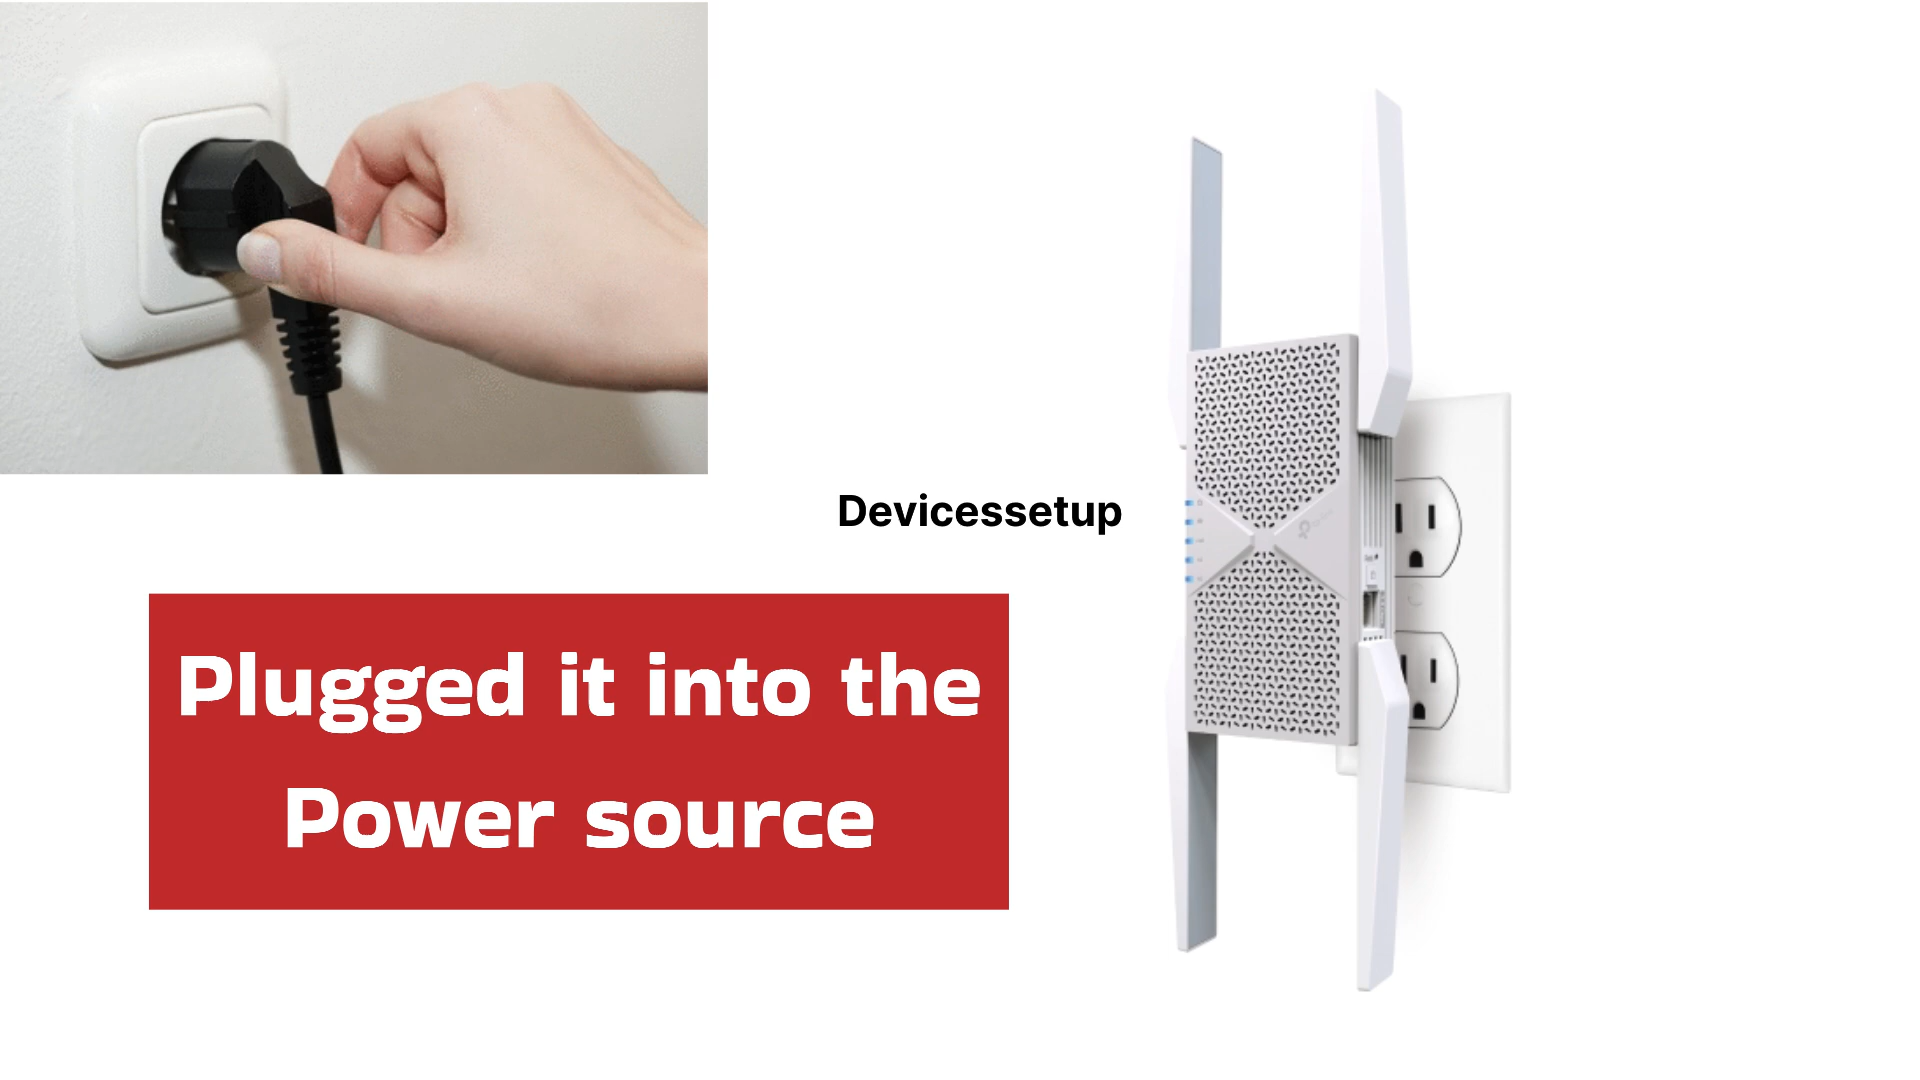 Devicessetup
Plugged it into the
Power source